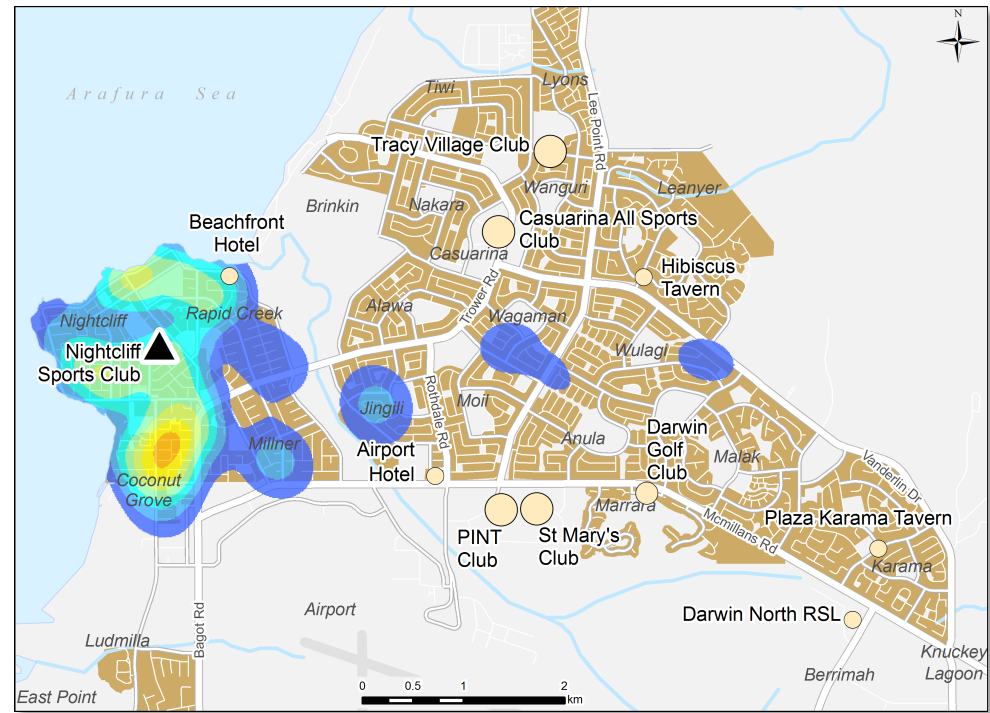 N
Arafura Sea
Tiwi
Lyons
Lee Point Rd
Tracy Village Club
Wanguri
Leanyer
Brinkin
Nakara
Beachfront
Hotel
Casuarina All Sports
Club
Casuarina
Hibiscus
Tavern
Trower Rd
Alawa
Rapid Creek
Nightcliff
Wagaman
Nightcliff
Sports Club
Wulagi
Rothdale Rd
Moil
Jingili
Millner
Airport
Hotel
Anula
Darwin
Golf
Club
Malak
Coconut
Grove
Vanderlin Dr
Marrara
Mcmillans Rd
PINT
Club
St Mary's
Club
Plaza Karama Tavern
Karama
Airport
Bagot Rd
Darwin North RSL
Ludmilla
Knuckey
Lagoon
Berrimah
East Point
0 0.5 1 2
km